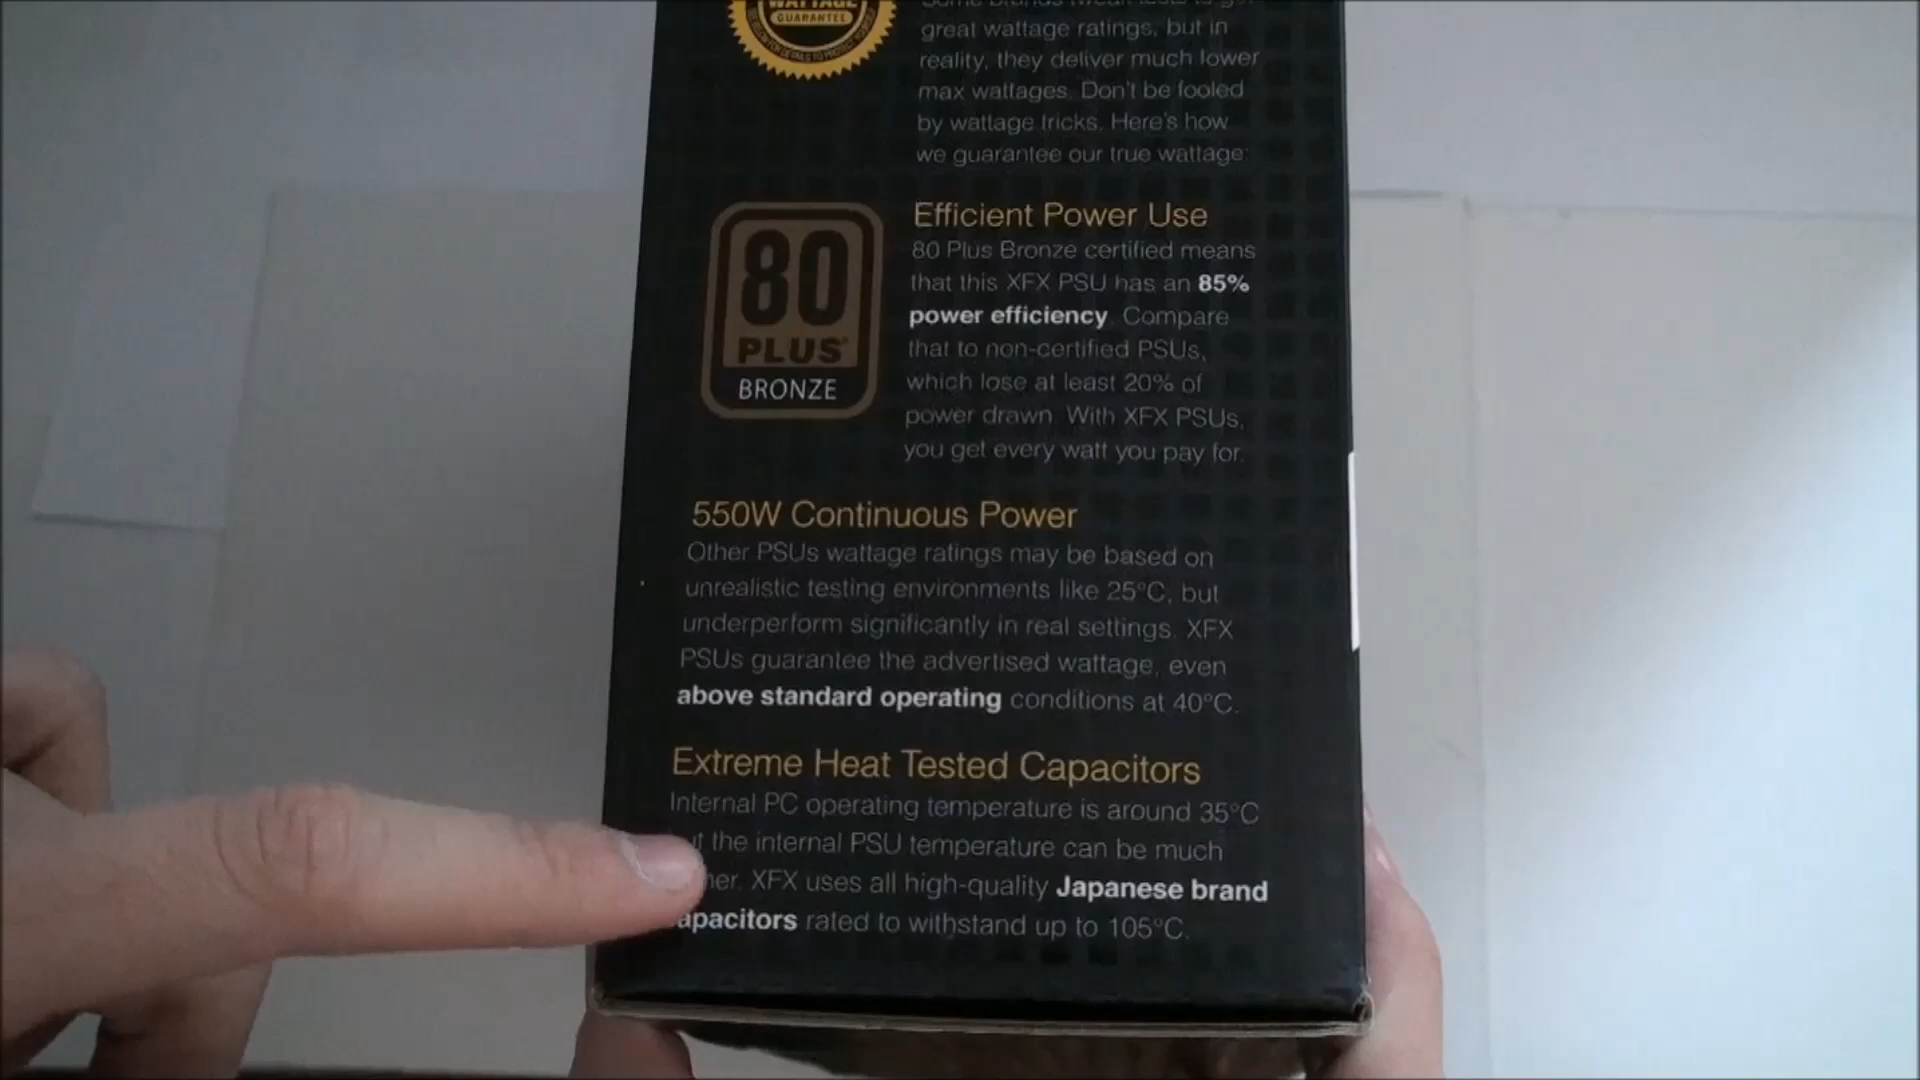 WATTAGE
GUARANTEE
great wattage ratings, but in
reality, they deliver much lower
max wattages. Don't be fooled
by wattage tricks. Here's how
we guarantee our true wattage:
80
PLUS®
BRONZE
Efficient Power Use
80 Plus Bronze certified means
that this XFX PSU has an 85%
power efficiency. Compare
that to non-certified PSUs,
which lose at least 20% of
power drawn. With XFX PSUs,
you get every watt you pay for.
550W Continuous Power
Other PSUs wattage ratings may be based on
unrealistic testing environments like 25°C, but
underperform significantly in real settings. XFX
PSUs guarantee the advertised wattage, even
above standard operating conditions at 40°C.
Extreme Heat Tested Capacitors
Internal PC operating temperature is around 35°C
the internal PSU temperature can be much
XFX uses all high-quality Japanese brand
apacitors rated to withstand up to 105°C.